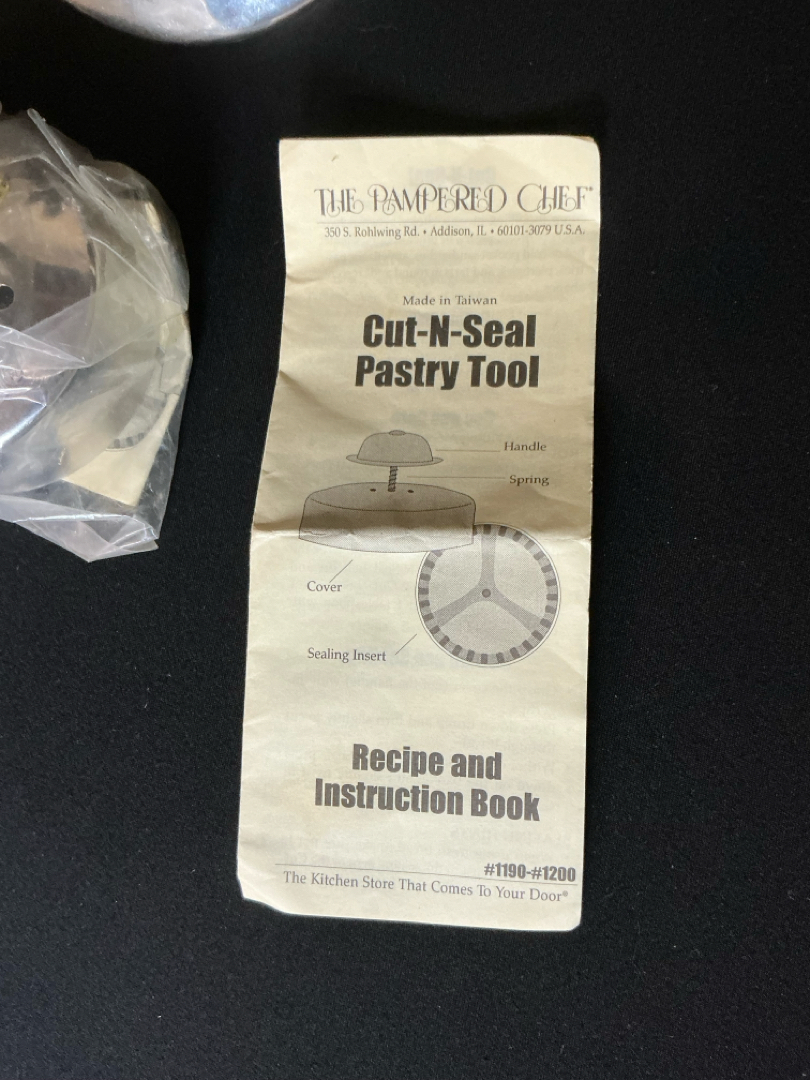 THE PAMPERED CHEF®
350 S. Rohlwing Rd. • Addison, IL • 60101-3079 U.S.A.
Made in Taiwan
Cut-N-Seal
Pastry Tool
Handle
Spring
Cover
Sealing Insert
Recipe and
Instruction Book
#1190-#1200
The Kitchen Store That Comes To Your Door®